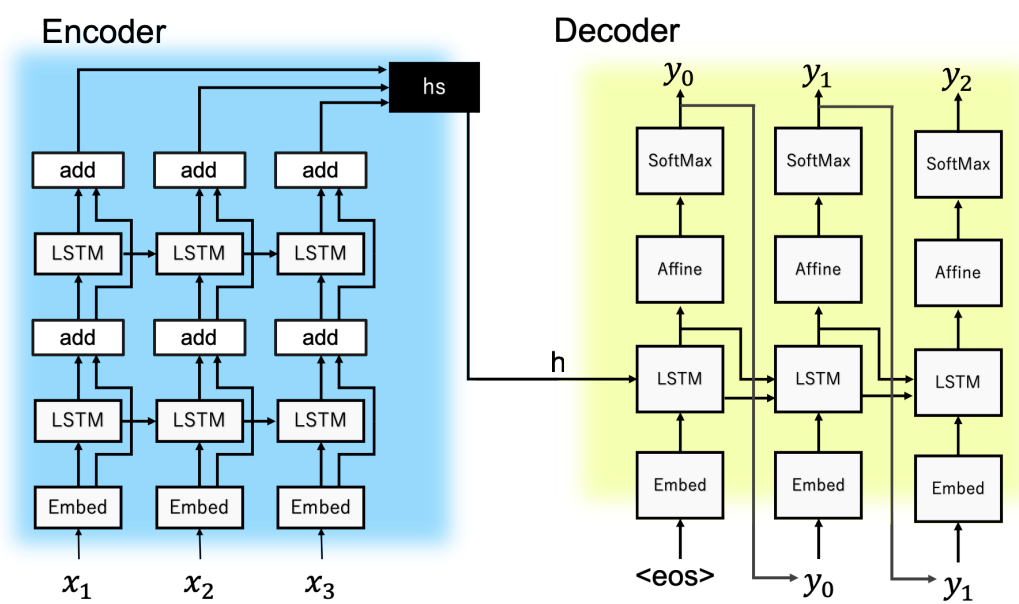 Encoder
hs
add add add
LSTM LSTM LSTM
add add add
LSTM LSTM LSTM
Embed Embed Embed
x₁ x₂ x₃
h
Decoder
y₀ y₁ y₂
SoftMax SoftMax SoftMax
Affine Affine Affine
LSTM LSTM LSTM
Embed Embed Embed
<eos> y₀ y₁